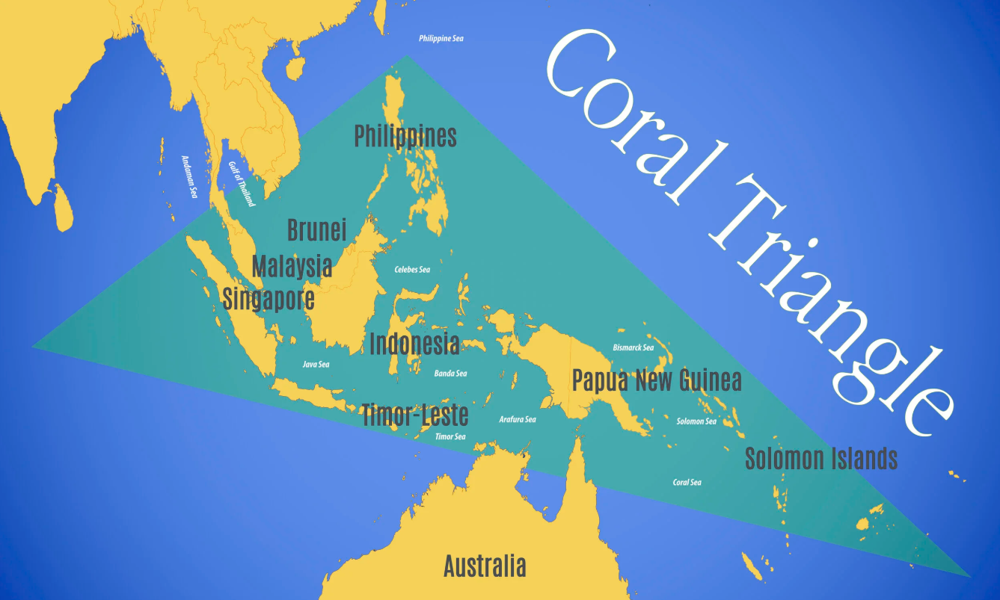 Philippine Sea
Coral Triangle
Philippines
Andaman Sea
Gulf of Thailand
Brunei
Malaysia
Celebes Sea
Singapore
Indonesia
Bismarck Sea
Java Sea
Banda Sea
Papua New Guinea
Timor-Leste
Arafura Sea
Solomon Sea
Timor Sea
Solomon Islands
Coral Sea
Australia